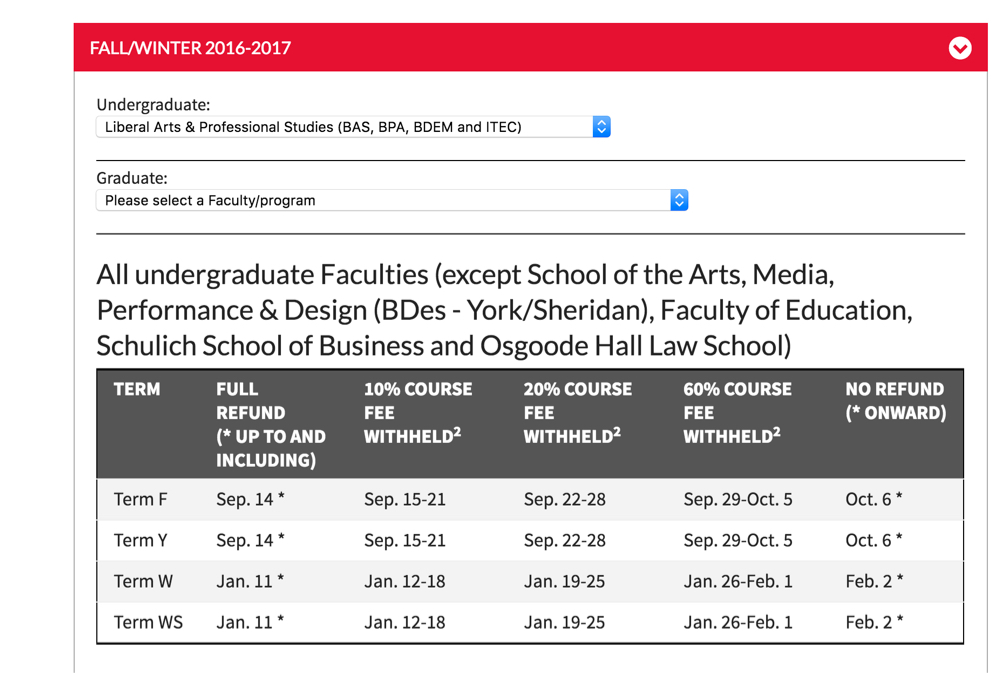 FALL/WINTER 2016-2017
Undergraduate:
Liberal Arts & Professional Studies (BAS, BPA, BDEM and ITEC)
Graduate:
Please select a Faculty/program
All undergraduate Faculties (except School of the Arts, Media,
Performance & Design (BDes - York/Sheridan), Faculty of Education,
Schulich School of Business and Osgoode Hall Law School)
TERM FULL REFUND (* UP TO AND INCLUDING) 10% COURSE FEE WITHHELD² 20% COURSE FEE WITHHELD² 60% COURSE FEE WITHHELD² NO REFUND (* ONWARD)
Term F Sep. 14 * Sep. 15-21 Sep. 22-28 Sep. 29-Oct. 5 Oct. 6 *
Term Y Sep. 14 * Sep. 15-21 Sep. 22-28 Sep. 29-Oct. 5 Oct. 6 *
Term W Jan. 11 * Jan. 12-18 Jan. 19-25 Jan. 26-Feb. 1 Feb. 2 *
Term WS Jan. 11 * Jan. 12-18 Jan. 19-25 Jan. 26-Feb. 1 Feb. 2 *